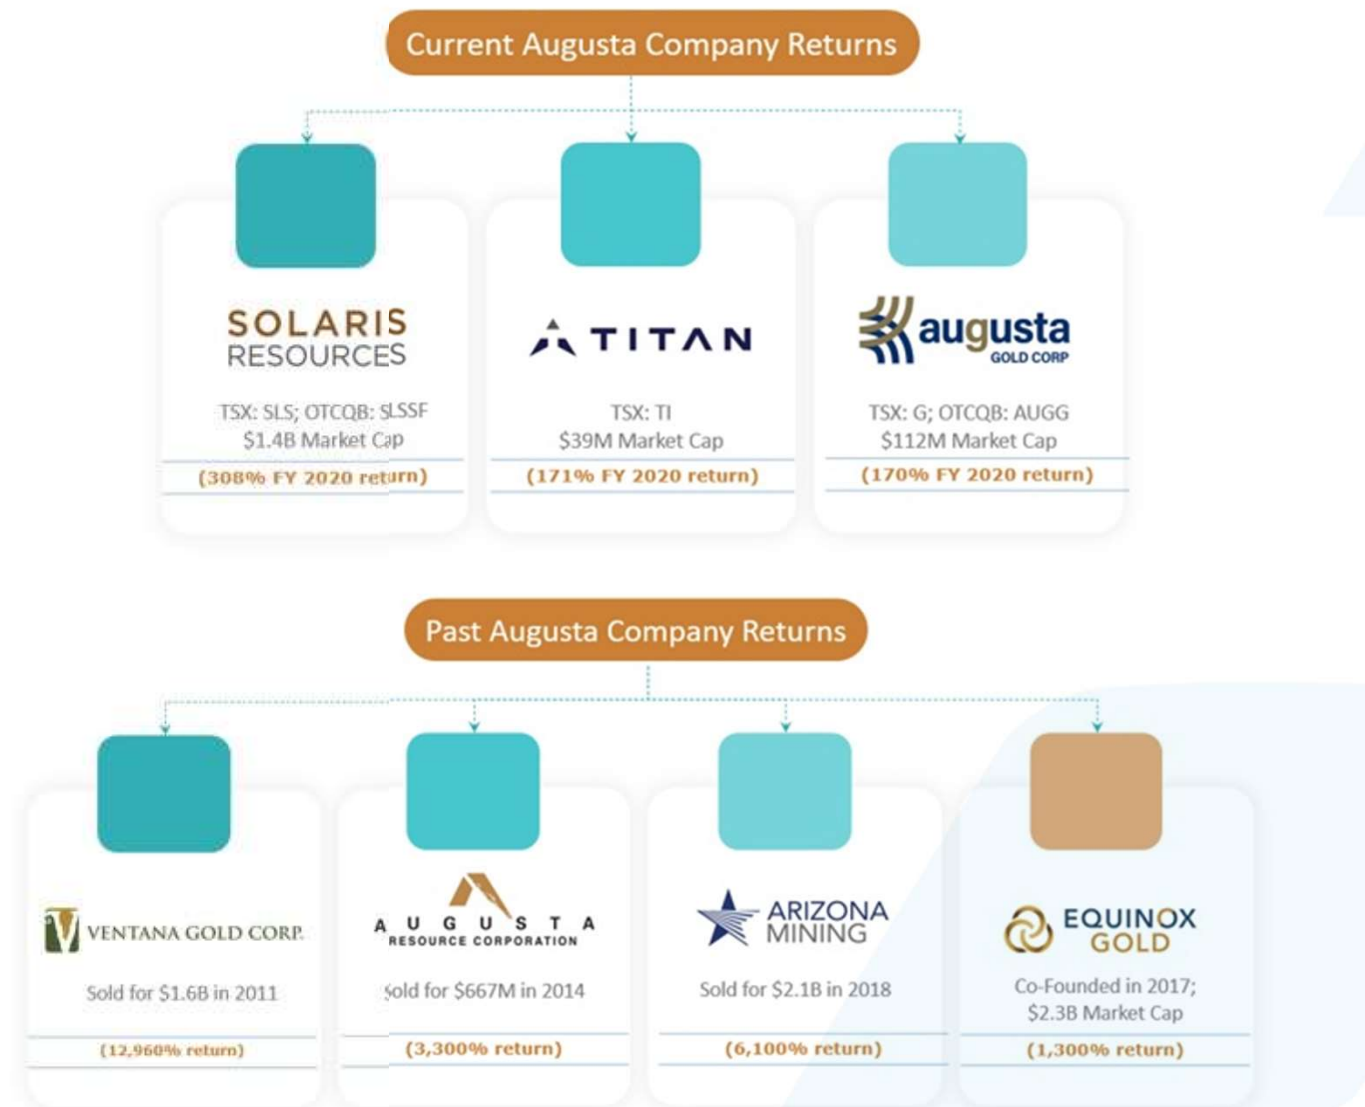 Current Augusta Company Returns
SOLARIS
RESOURCES
TSX: SLS; OTCQB: SLSSF
$1.4B Market Cap
(308% FY 2020 return)
TITAN
TSX: TI
$39M Market Cap
(171% FY 2020 return)
augusta
GOLD CORP
TSX: G; OTCQB: AUGG
$112M Market Cap
(170% FY 2020 return)
Past Augusta Company Returns
V
VENTANA GOLD CORP.
Sold for $1.6B in 2011
(12,960% return)
AUGUSTA
RESOURCE CORPORATION
Sold for $667M in 2014
(3,300% return)
ARIZONA
MINING
Sold for $2.1B in 2018
(6,100% return)
EQUINOX
GOLD
Co-Founded in 2017;
$2.3B Market Cap
(1,300% return)